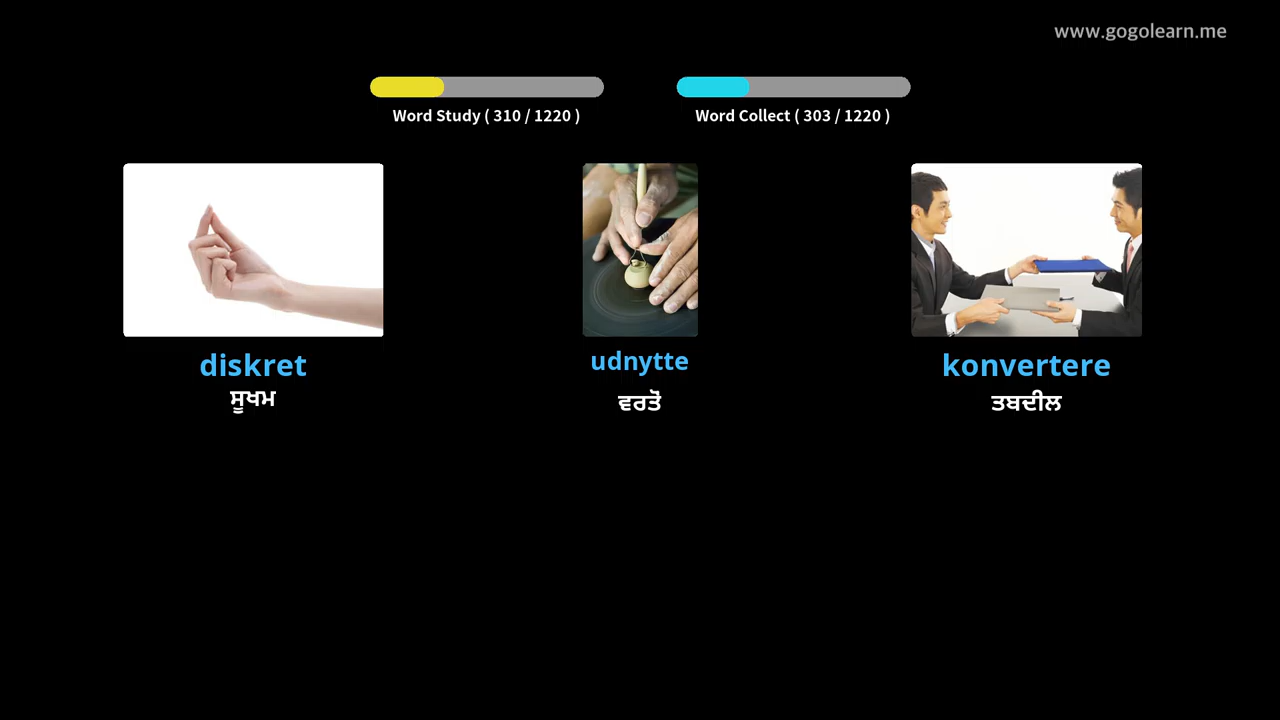 www.gogolearn.me
Word Study ( 310 / 1220 )
Word Collect ( 303 / 1220 )
diskret
ਸੂਖਮ
udnytte
ਵਰਤੋਂ
konvertere
ਤਬਦੀਲ